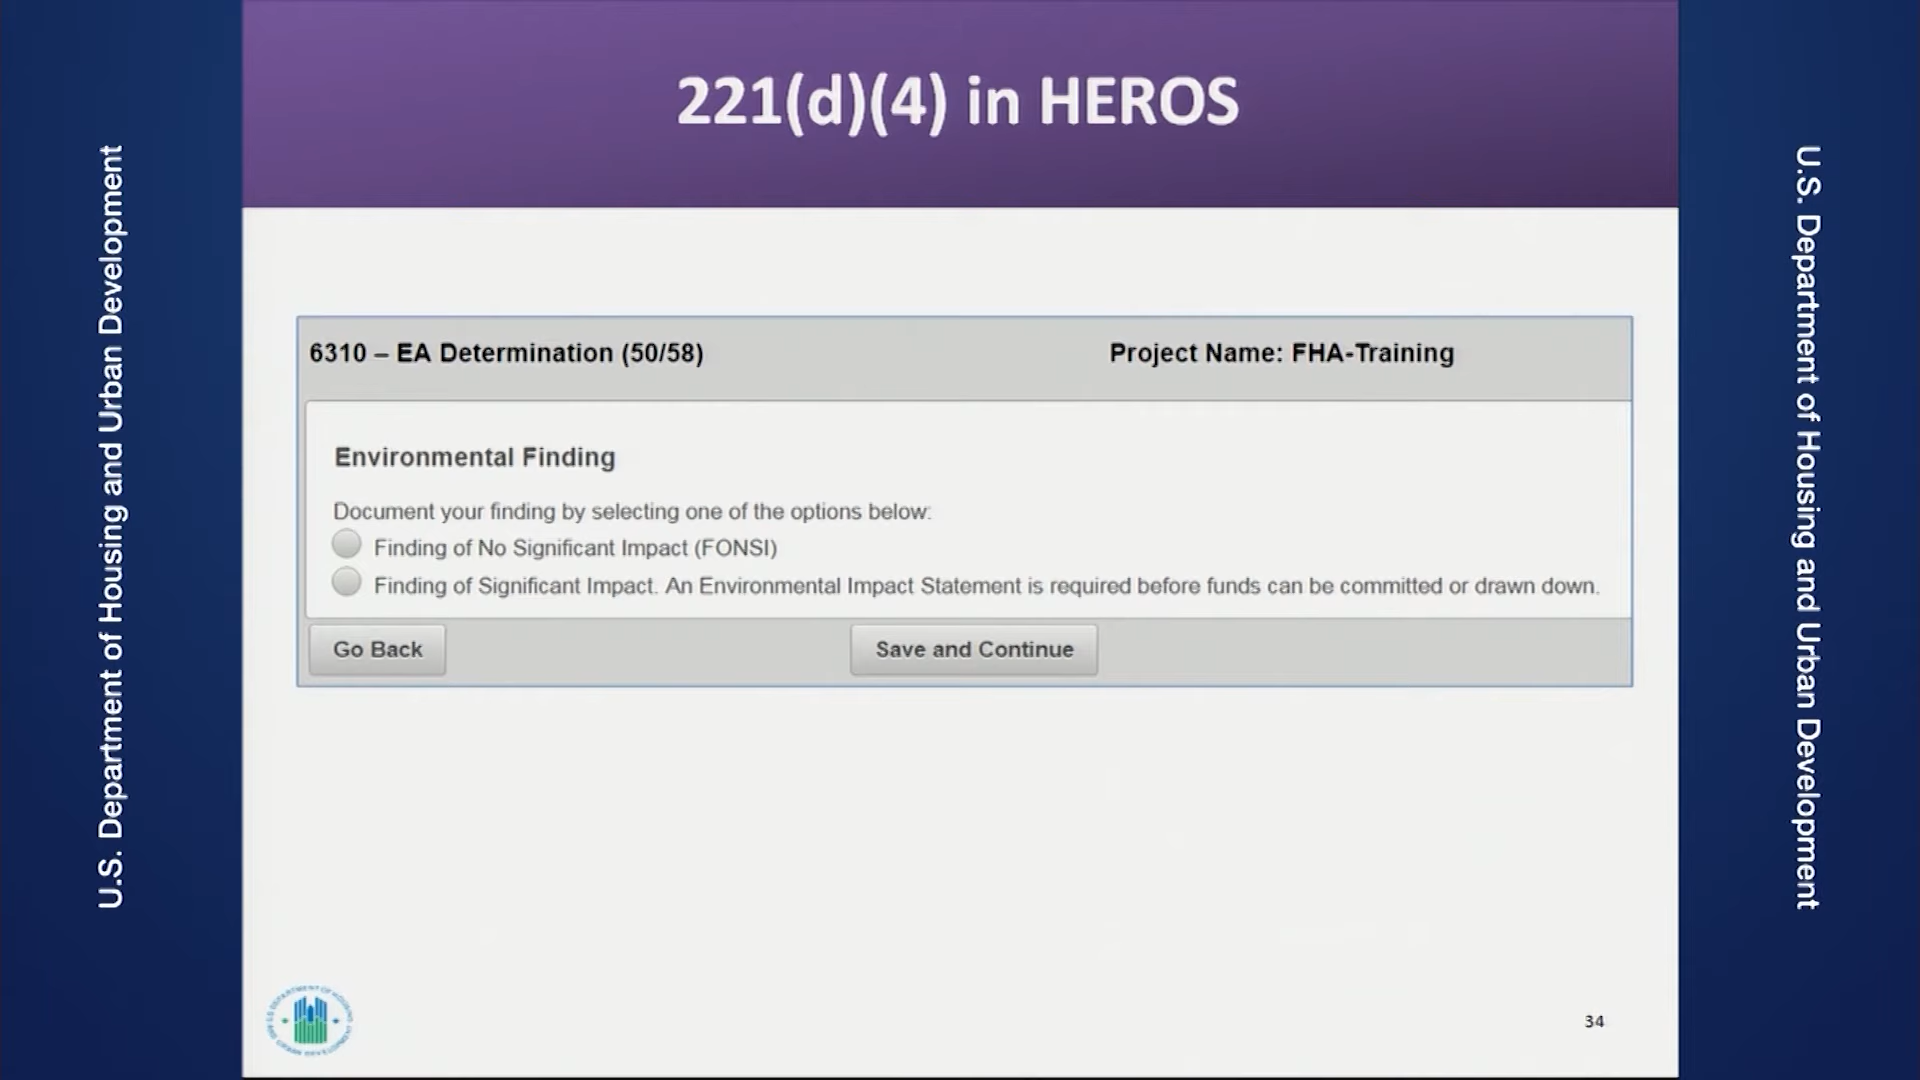 221(d)(4) in HEROS
U.S. Department of Housing and Urban Development
U.S. Department of Housing and Urban Development
6310 – EA Determination (50/58)
Project Name: FHA-Training
Environmental Finding
Document your finding by selecting one of the options below:
Finding of No Significant Impact (FONSI)
Finding of Significant Impact. An Environmental Impact Statement is required before funds can be committed or drawn down.
Go Back
Save and Continue
34